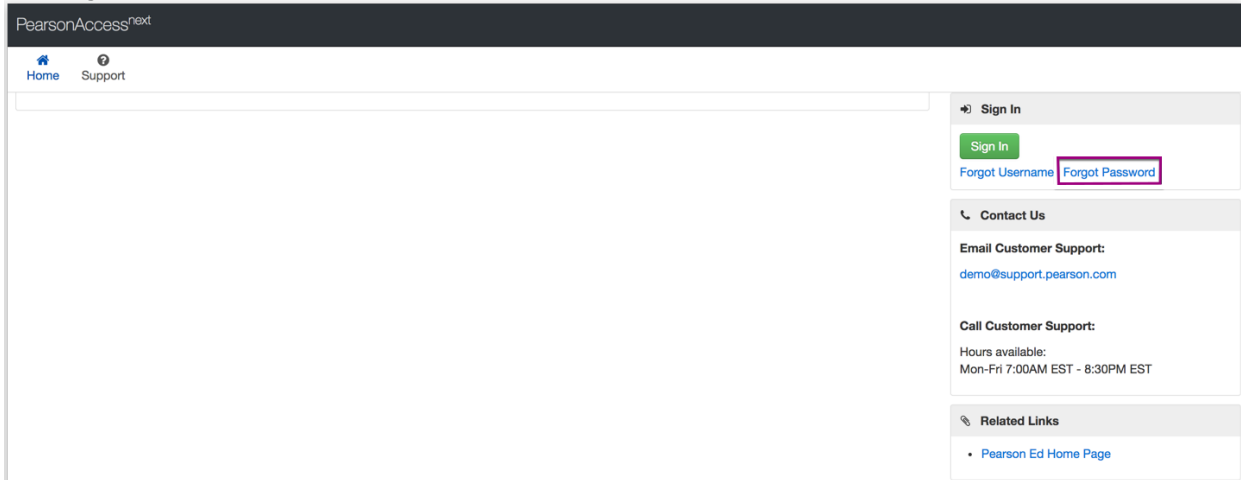 PearsonAccessnext
Home Support
Sign In
Sign In
Forgot Username Forgot Password
Contact Us
Email Customer Support:
demo@support.pearson.com
Call Customer Support:
Hours available:
Mon-Fri 7:00AM EST - 8:30PM EST
Related Links
• Pearson Ed Home Page